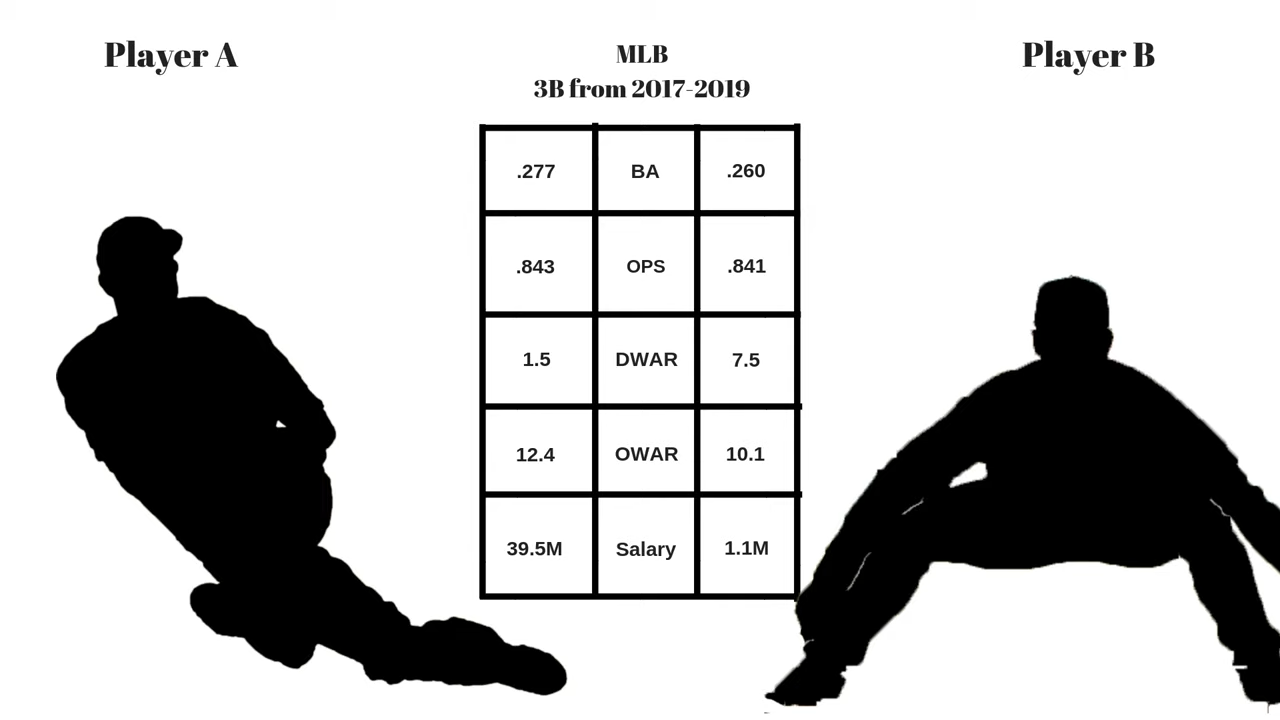 Player A
MLB
3B from 2017-2019
Player B
.277 BA .260
.843 OPS .841
1.5 DWAR 7.5
12.4 OWAR 10.1
39.5M Salary 1.1M